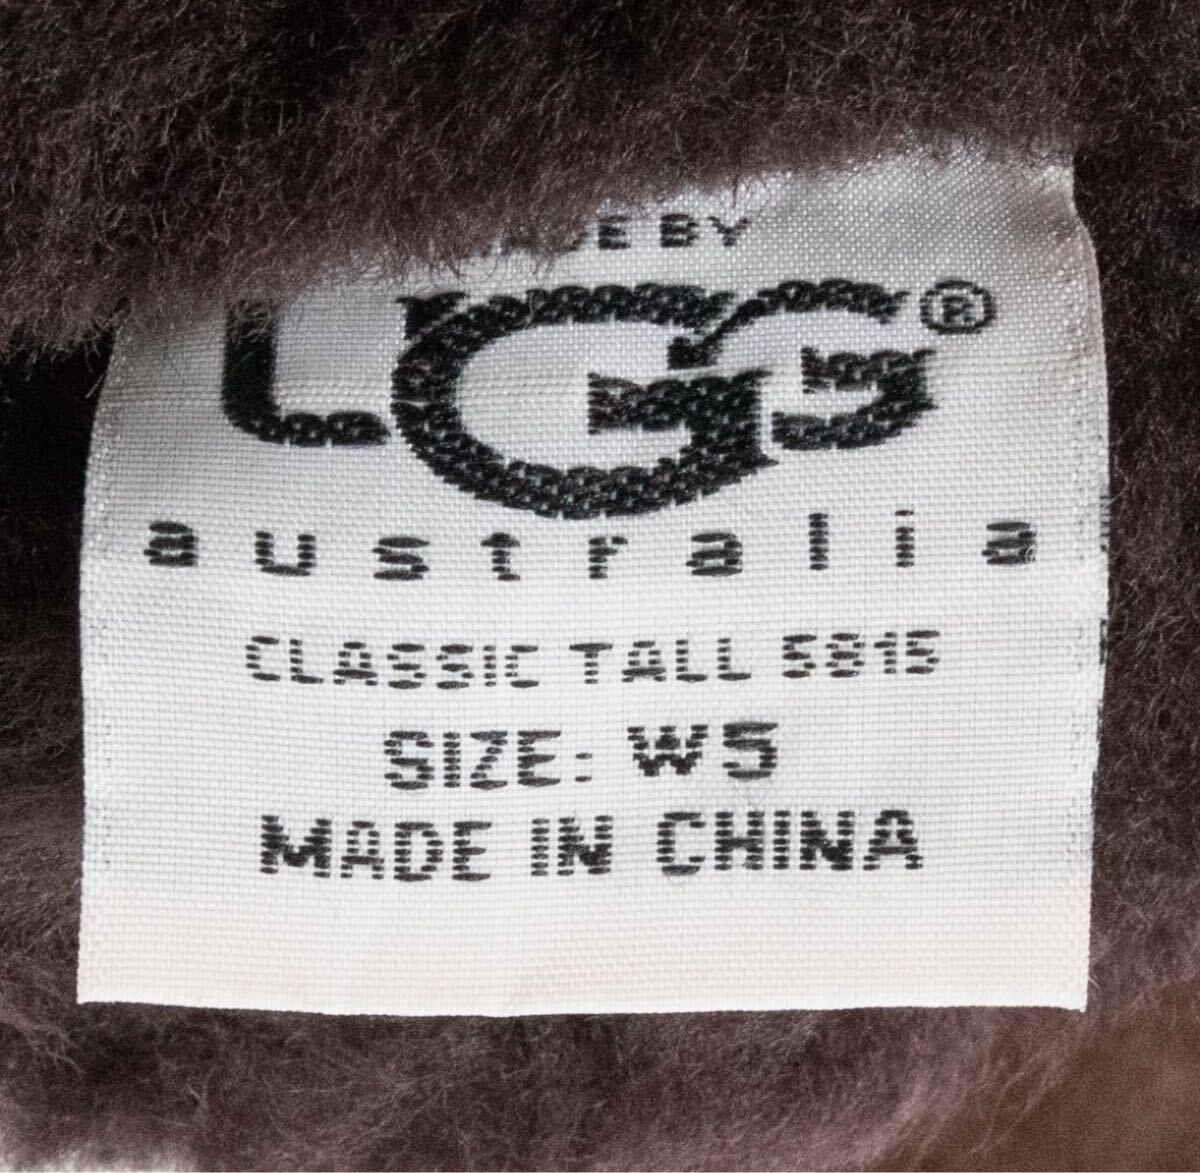 BY
UGG®
australia
CLASSIC TALL 5815
SIZE: W5
MADE IN CHINA